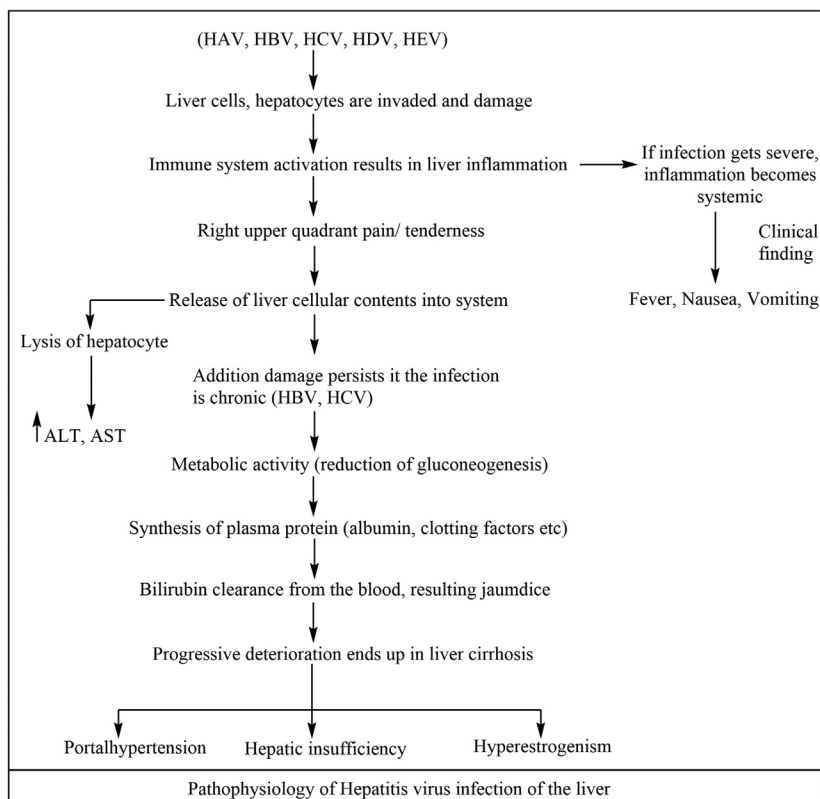 (HAV, HBV, HCV, HDV, HEV)
Liver cells, hepatocytes are invaded and damage
Immune system activation results in liver inflammation
If infection gets severe,
inflammation becomes
systemic
Clinical
finding
Fever, Nausea, Vomiting
Right upper quadrant pain/ tenderness
Release of liver cellular contents into system
Lysis of hepatocyte
ALT, AST
Addition damage persists it the infection
is chronic (HBV, HCV)
Metabolic activity (reduction of gluconeogenesis)
Synthesis of plasma protein (albumin, clotting factors etc)
Bilirubin clearance from the blood, resulting jaumdice
Progressive deterioration ends up in liver cirrhosis
Portalhypertension
Hepatic insufficiency
Hyperestrogenism
Pathophysiology of Hepatitis virus infection of the liver